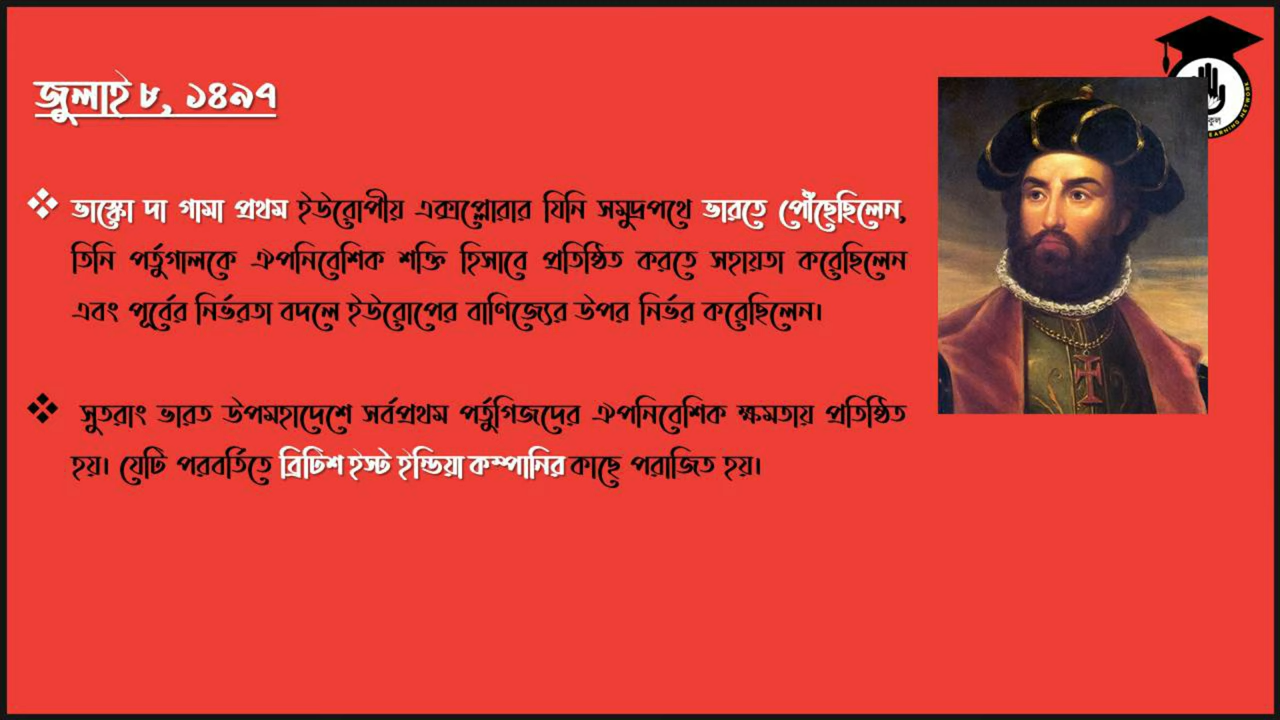 জুলাই ৮, ১৪৯৭
ভাস্কো দা গামা প্রথম ইউরোপীয় এক্সপ্লোরার যিনি সমুদ্রপথে ভারতে পৌঁছেছিলেন,
তিনি পর্তুগালকে ঐপনিবেশিক শক্তি হিসাবে প্রতিষ্ঠিত করতে সহায়তা করেছিলেন
এবং পূর্বের নির্ভরতা বদলে ইউরোপের বাণিজ্যের উপর নির্ভর করেছিলেন।
সুতরাং ভারত উপমহাদেশে সর্বপ্রথম পর্তুগিজদের ঐপনিবেশিক ক্ষমতায় প্রতিষ্ঠিত
হয়। যেটি পরবর্তিতে ব্রিটিশ ইস্ট ইন্ডিয়া কম্পানির কাছে পরাজিত হয়।